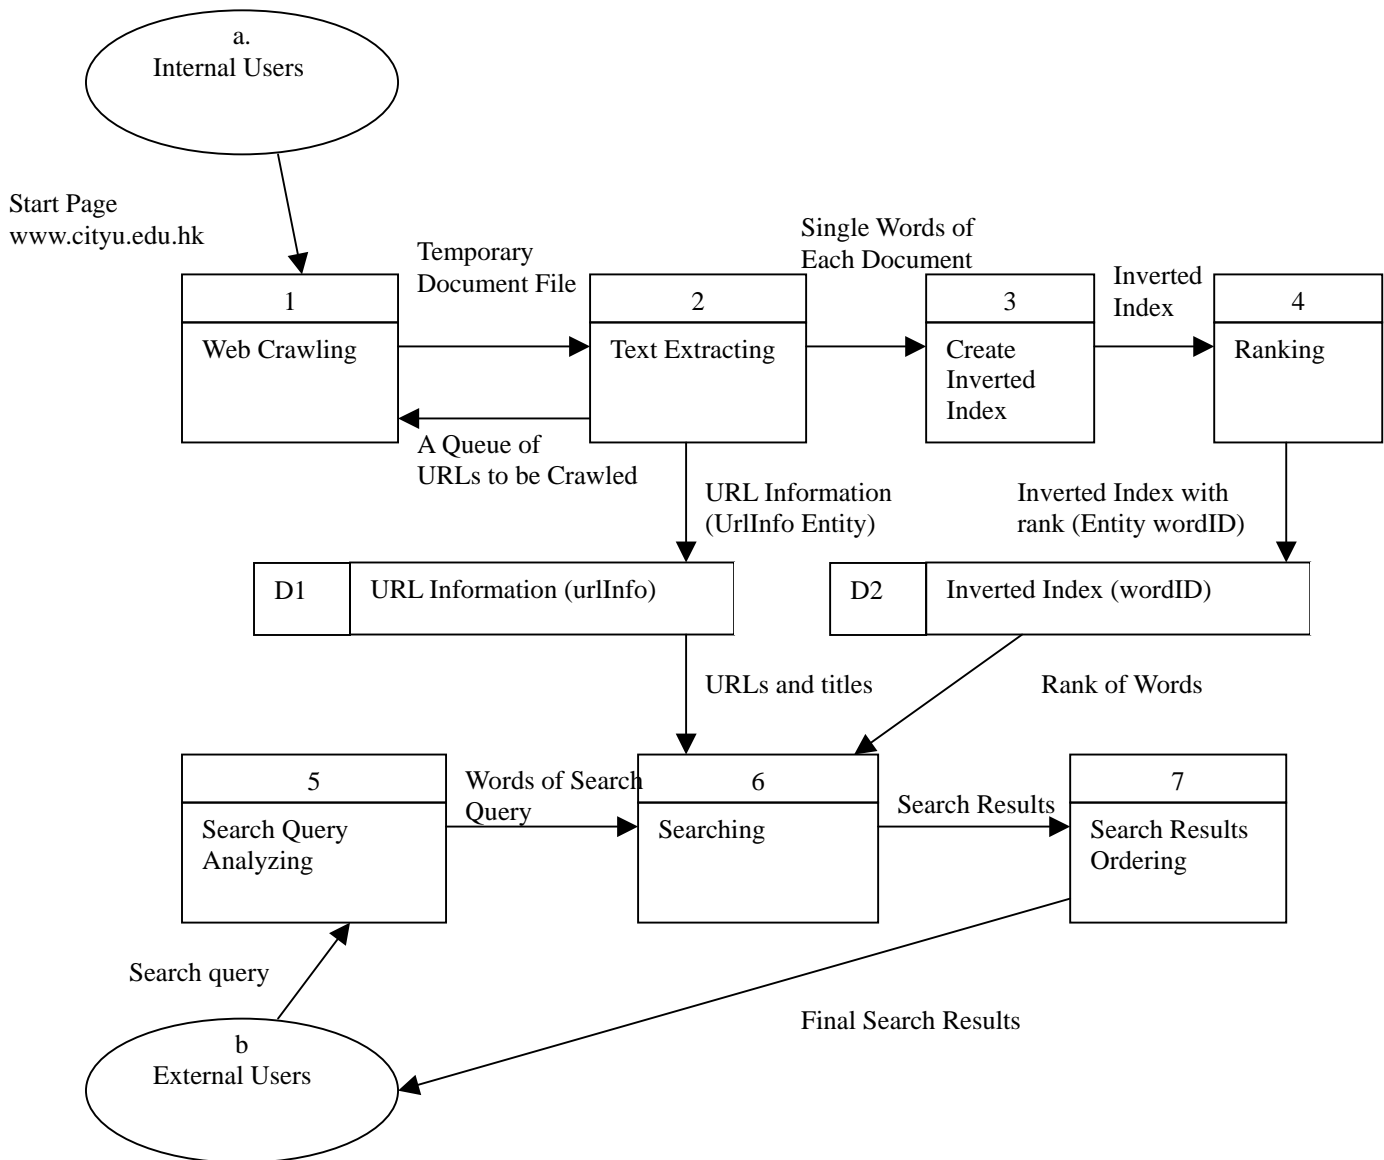 a.
Internal Users
Start Page
www.cityu.edu.hk
Temporary
Document File
Single Words of
Each Document
Inverted
Index
1
Web Crawling
2
Text Extracting
3
Create
Inverted
Index
4
Ranking
A Queue of
URLs to be Crawled
URL Information
(UrlInfo Entity)
Inverted Index with
rank (Entity wordID)
D1
URL Information (urlInfo)
D2
Inverted Index (wordID)
URLs and titles
Rank of Words
5
Search Query
Analyzing
Words of Search
Query
6
Searching
Search Results
7
Search Results
Ordering
Search query
Final Search Results
b
External Users